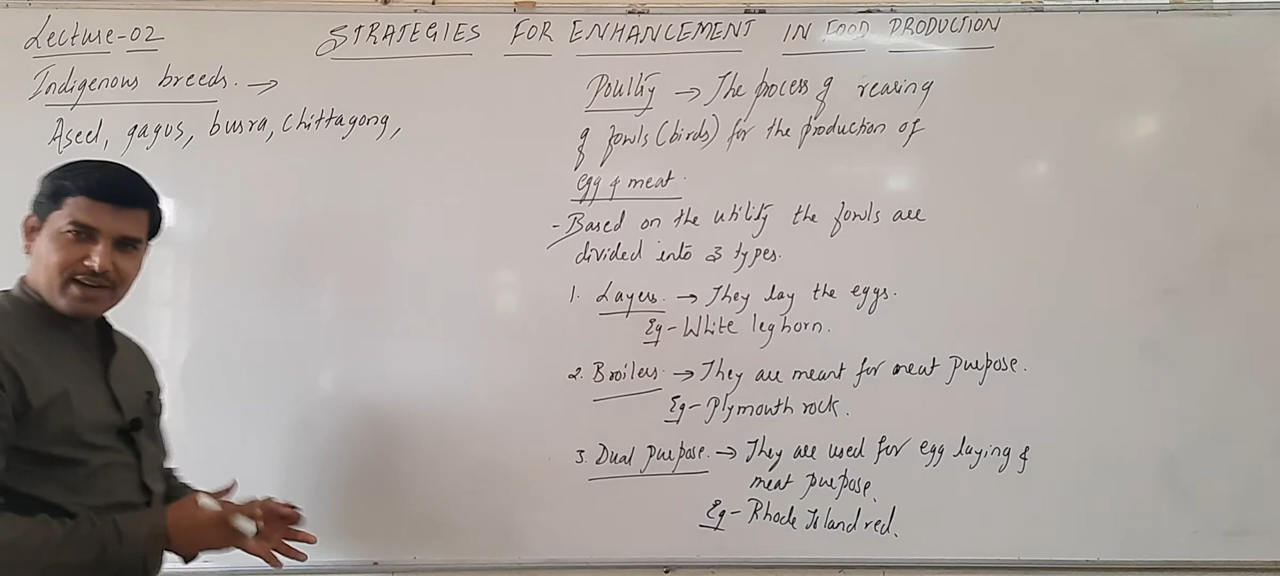 Lecture-02
STRATEGIES FOR ENHANCEMENT IN FOOD PRODUCTION
Indigenous breeds. →
Aseel, gagus, busra, Chittagong,
Poultry → The process of rearing
of fowls (birds) for the production of
egg & meat.
- Based on the utility the fowls are
divided into 3 types.
1. Layers. → They lay the eggs.
Eg - White leghorn.
2. Broilers. → They are meant for meat purpose.
Eg - Plymouth rock.
3. Dual purpose. → They are used for egg laying &
meat purpose.
Eg - Rhode Island red.